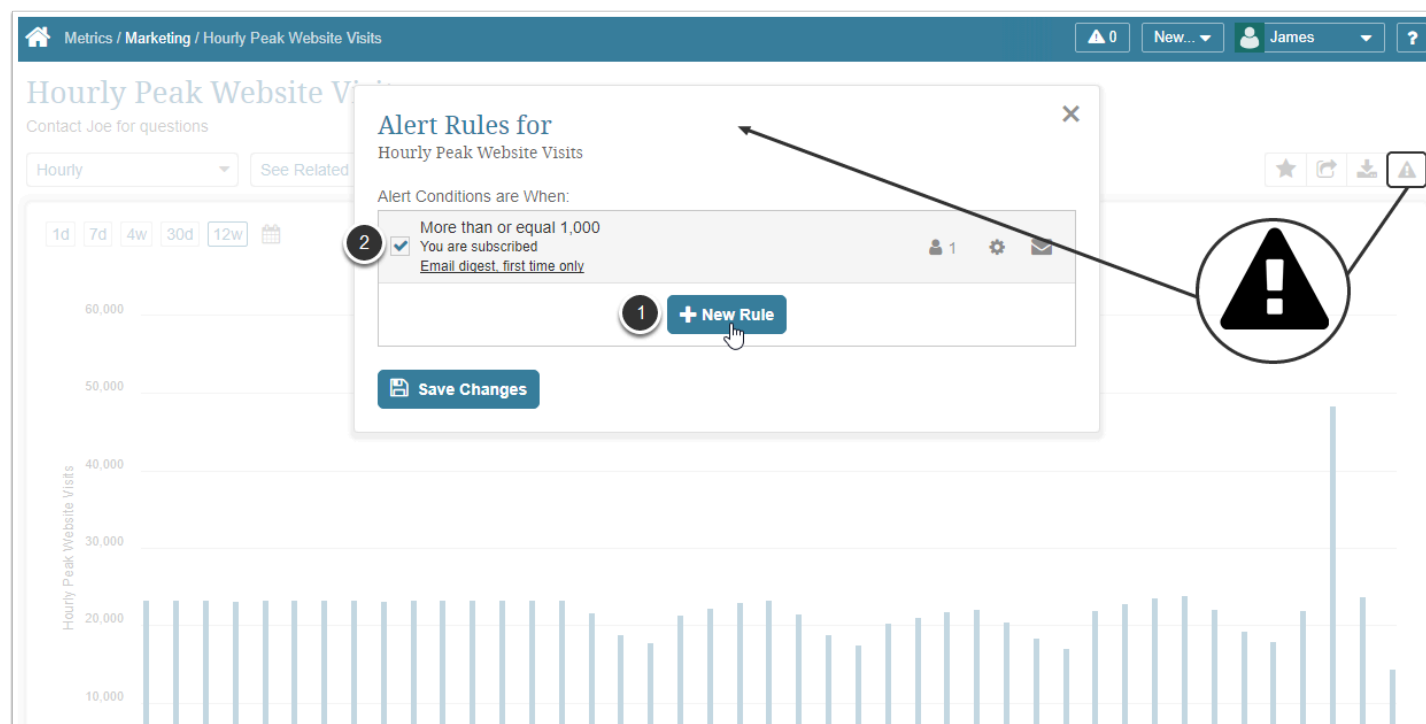 Metrics / Marketing / Hourly Peak Website Visits
0
New...
James
?
Hourly Peak Website Vi
Contact Joe for questions
Hourly
See Related
Alert Rules for
Hourly Peak Website Visits
Alert Conditions are When:
2
More than or equal 1,000
You are subscribed
Email digest, first time only
1
1
New Rule
Save Changes
1d 7d 4w 30d 12w
60,000
50,000
40,000
30,000
20,000
10,000
Hourly Peak Website Visits